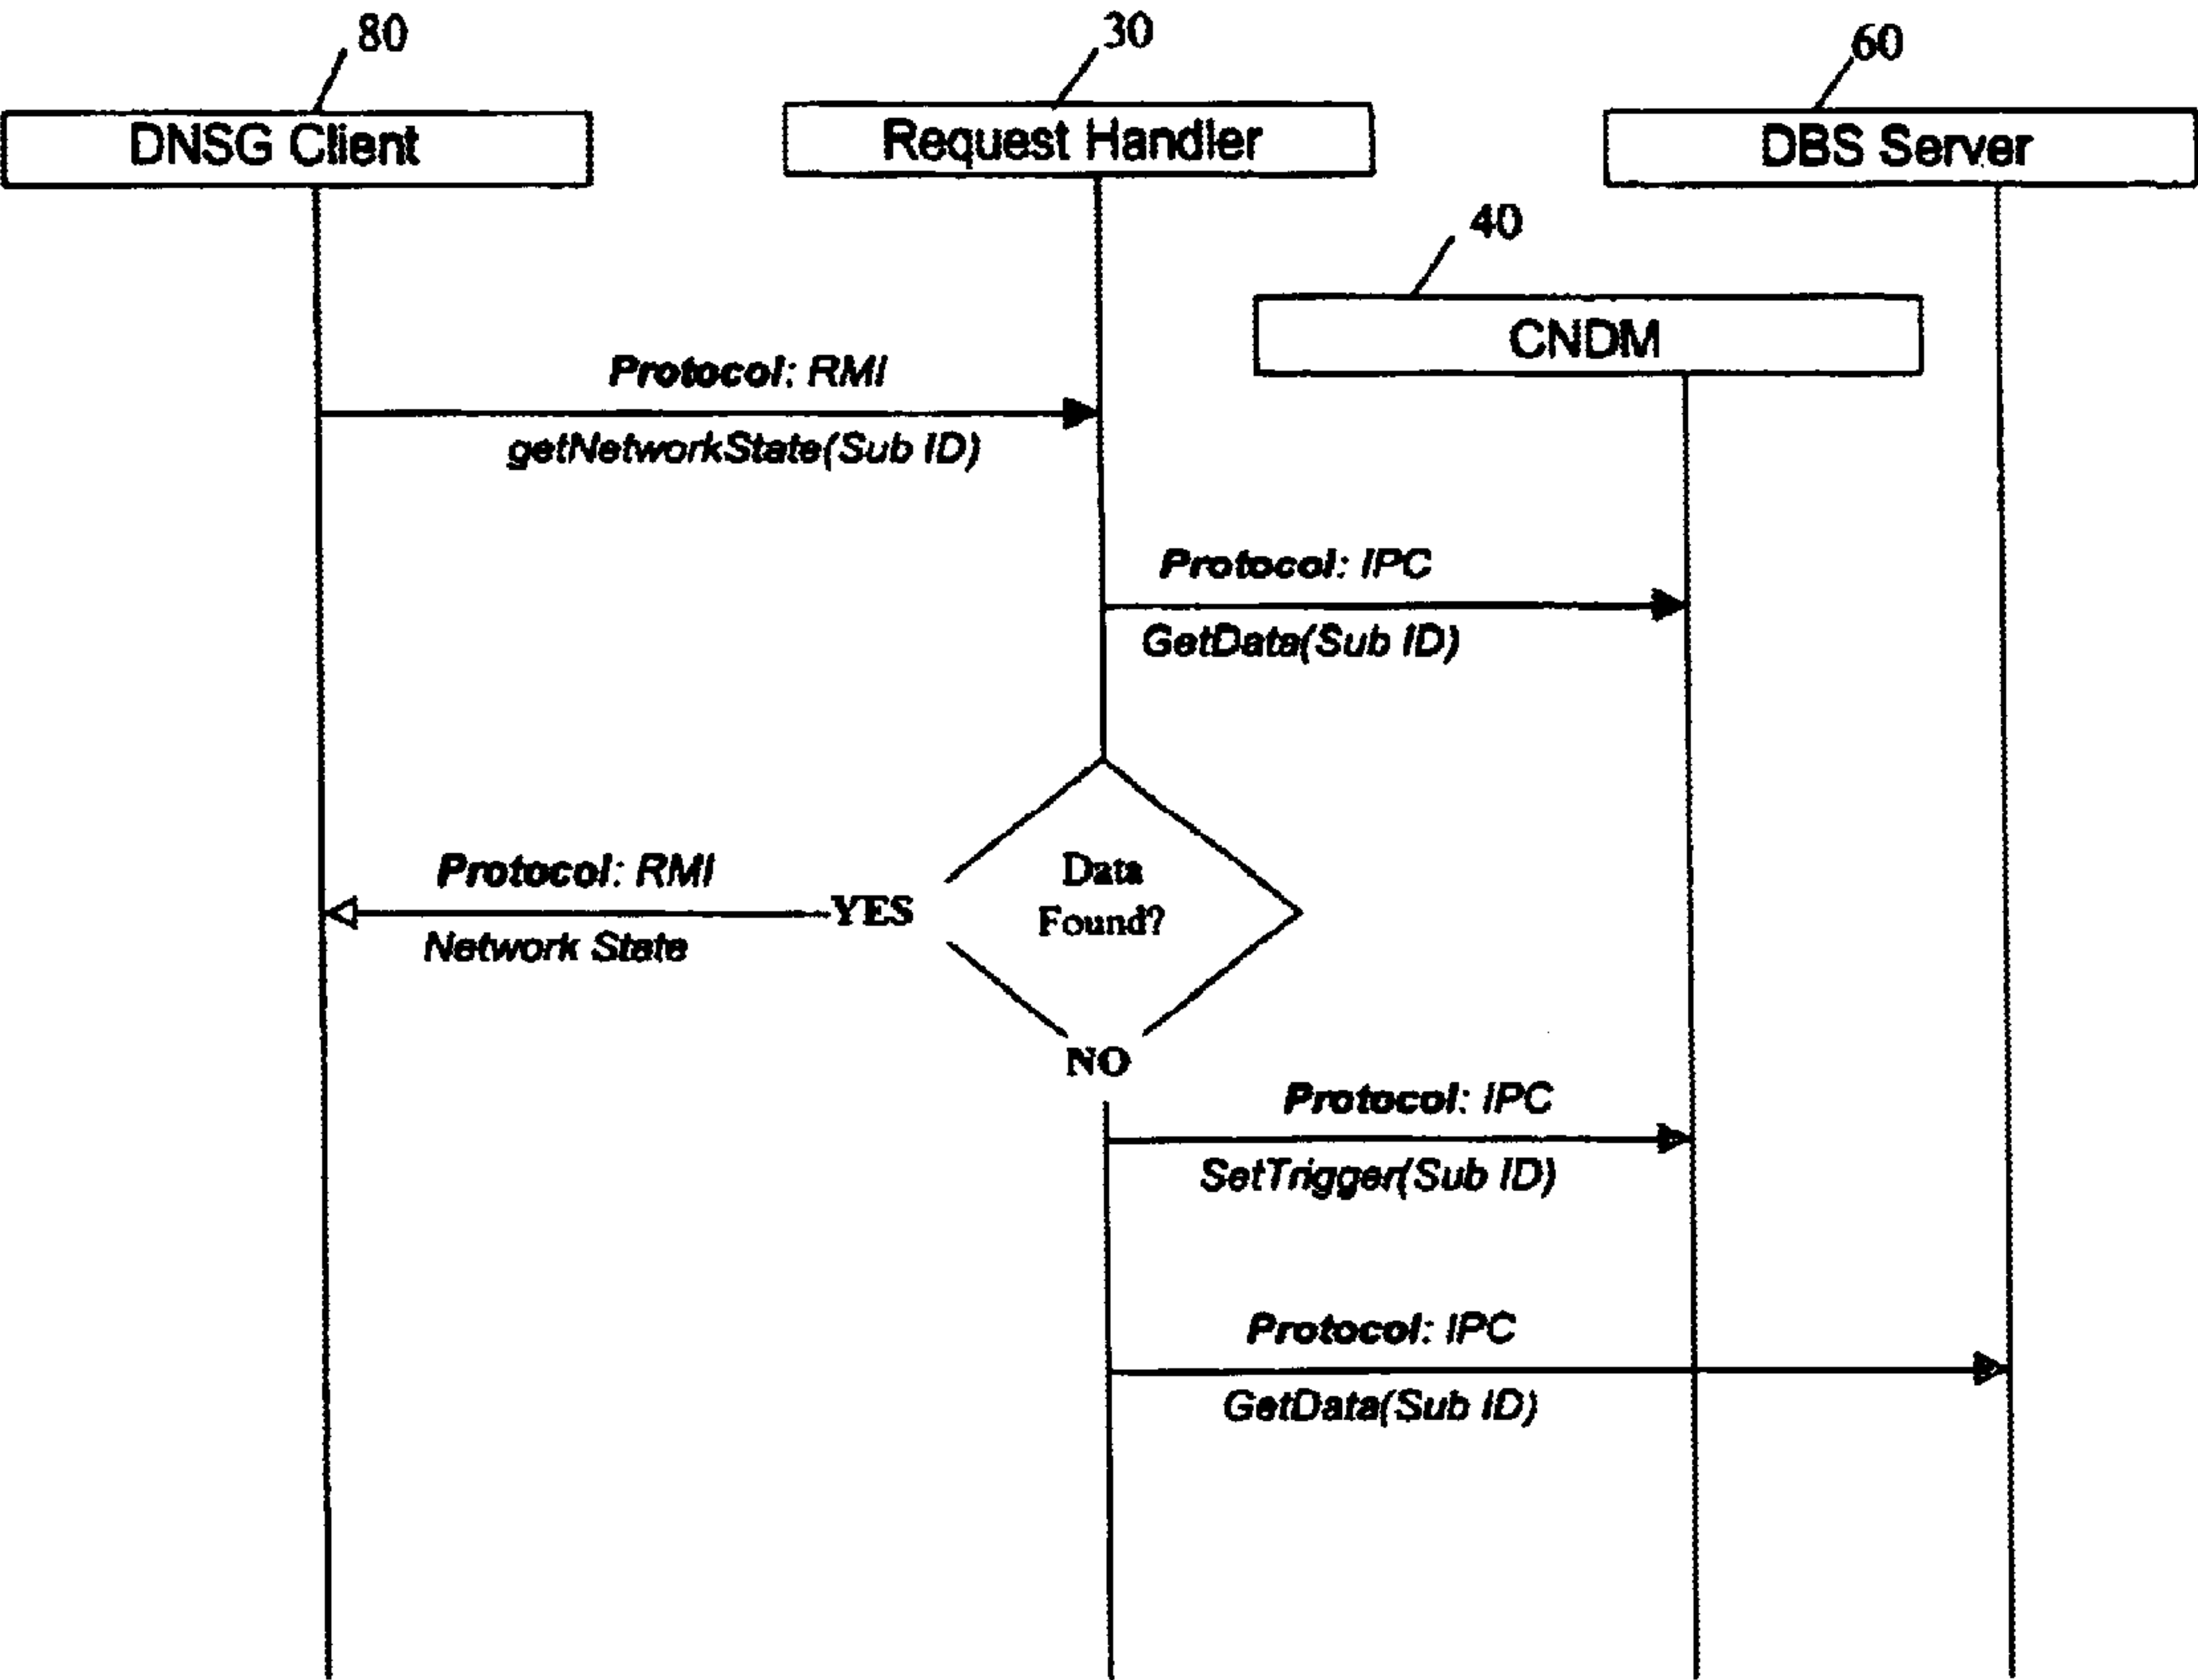 80
30
60
DNSG Client
Request Handler
DBS Server
40
CNDM
Protocol: RMI
getNetworkState(Sub ID)
Protocol: IPC
GetData(Sub ID)
Data
Found?
Protocol: RMI
YES
Network State
NO
Protocol: IPC
SetTrigger(Sub ID)
Protocol: IPC
GetData(Sub ID)